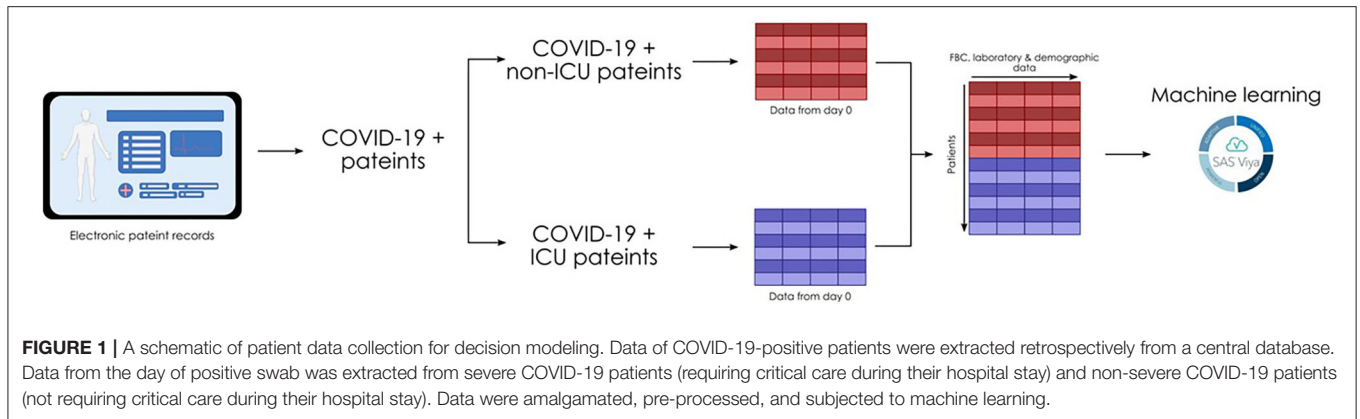 COVID-19 +
non-ICU pateints
Data from day 0
FBC, laboratory & demographic
data
Patients
Machine learning
SAS Viya
OPEN
COVID-19 +
pateints
Electronic pateint records
COVID-19 +
ICU pateints
Data from day 0
FIGURE 1 | A schematic of patient data collection for decision modeling. Data of COVID-19-positive patients were extracted retrospectively from a central database.
Data from the day of positive swab was extracted from severe COVID-19 patients (requiring critical care during their hospital stay) and non-severe COVID-19 patients
(not requiring critical care during their hospital stay). Data were amalgamated, pre-processed, and subjected to machine learning.